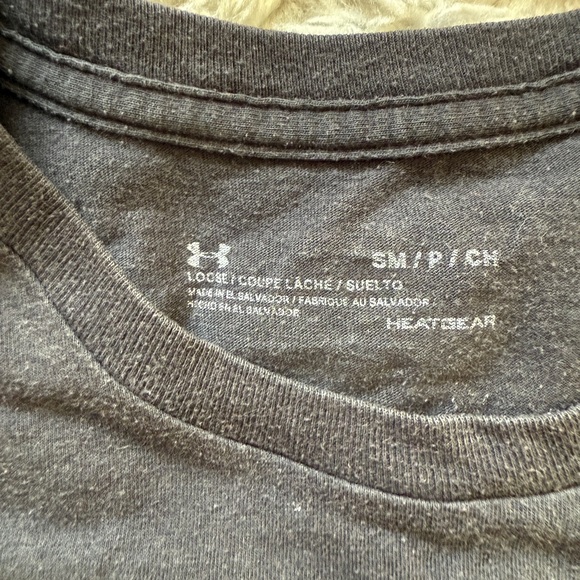 SM / P / CH
LOOSE / COUPE LÂCHE / SUELTO
MADE IN EL SALVADOR / FABRIQUÉ AU SALVADOR /
HECHO EN EL SALVADOR
HEATGEAR